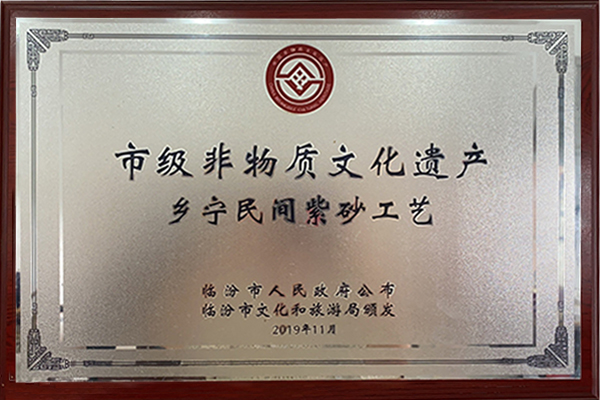 市级非物质文化遗产
乡宁民间紫砂工艺
临汾市人民政府公布
临汾市文化和旅游局颁发
2019年11月